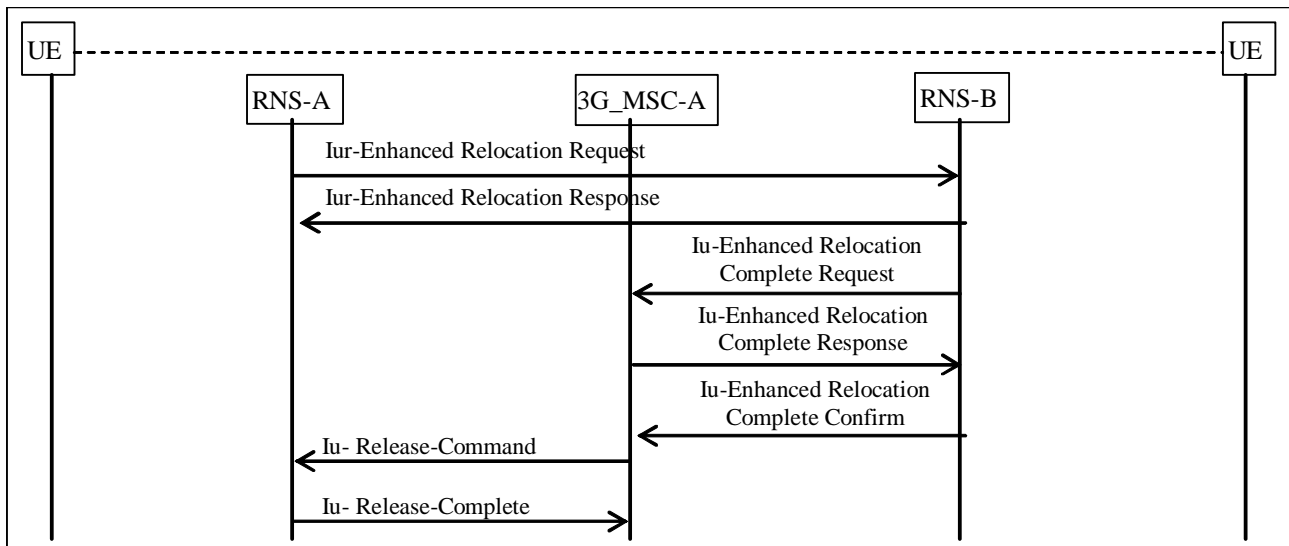 UE
UE
RNS-A
3G_MSC-A
RNS-B
Iur-Enhanced Relocation Request
Iur-Enhanced Relocation Response
Iu-Enhanced Relocation
Complete Request
Iu-Enhanced Relocation
Complete Response
Iu-Enhanced Relocation
Complete Confirm
Iu- Release-Command
Iu- Release-Complete